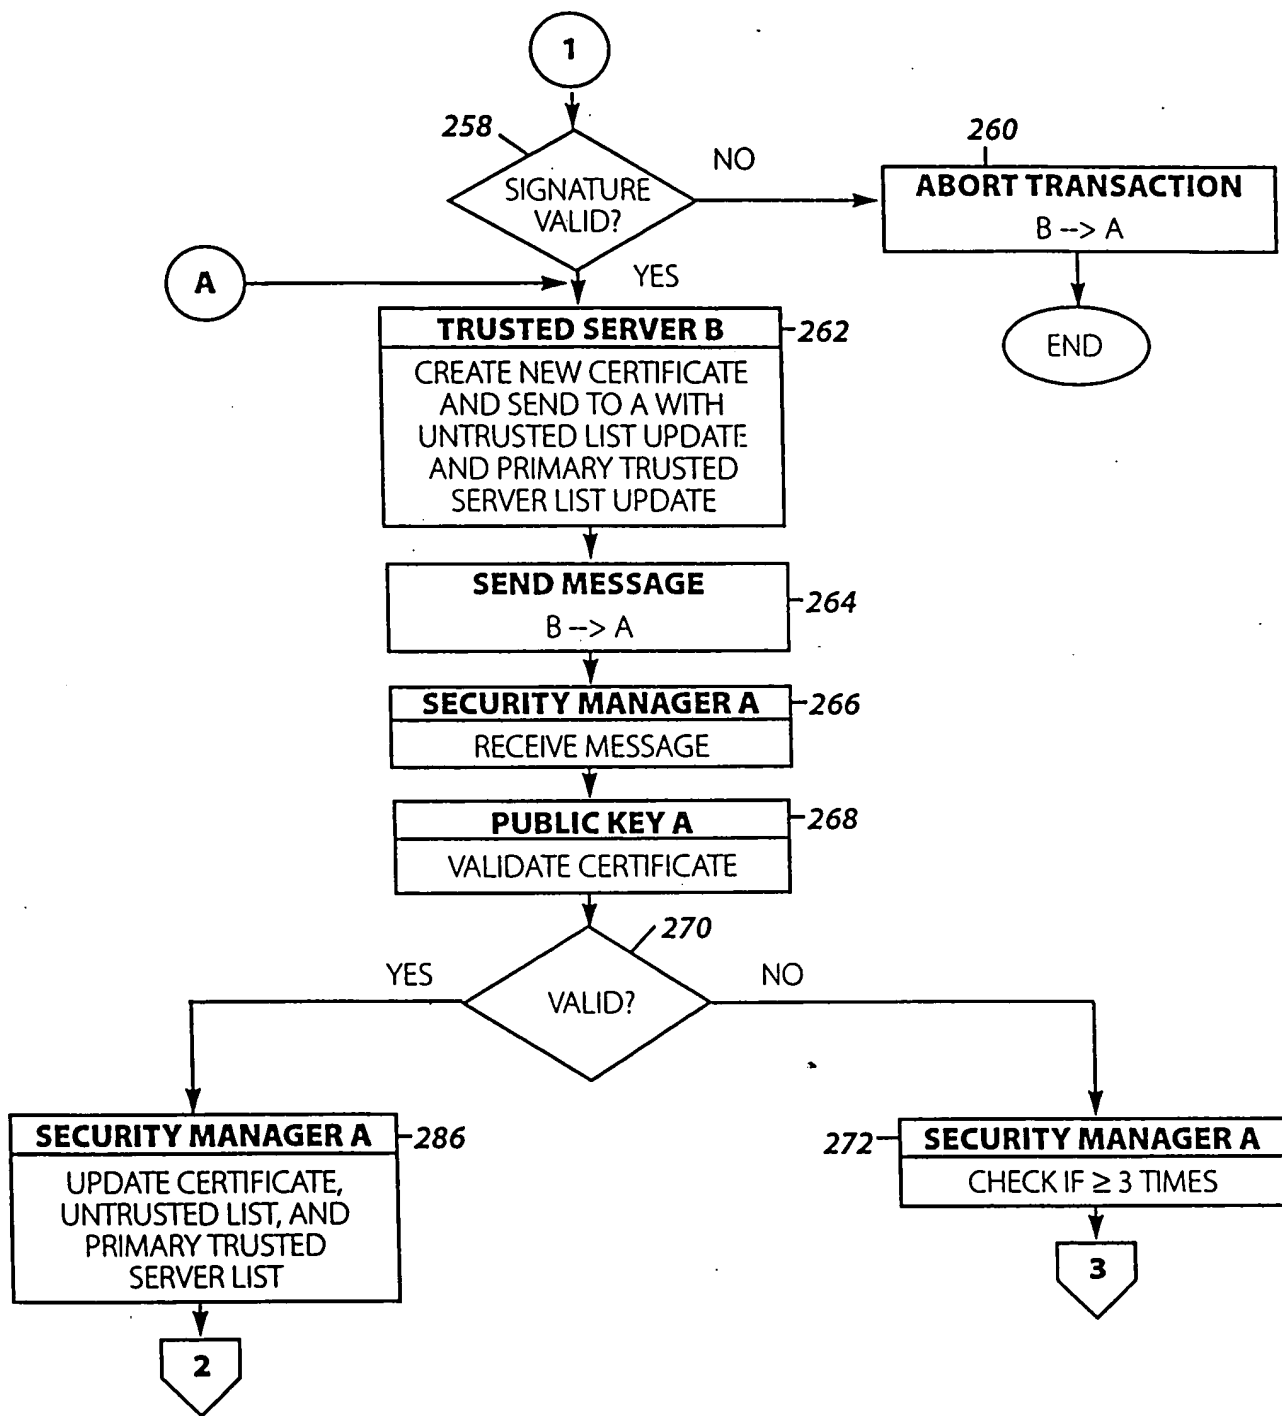 1
258
SIGNATURE
VALID?
NO
260
ABORT TRANSACTION
B --> A
A
YES
END
TRUSTED SERVER B
262
CREATE NEW CERTIFICATE
AND SEND TO A WITH
UNTRUSTED LIST UPDATE
AND PRIMARY TRUSTED
SERVER LIST UPDATE
SEND MESSAGE
B --> A
264
SECURITY MANAGER A
266
RECEIVE MESSAGE
PUBLIC KEY A
268
VALIDATE CERTIFICATE
270
YES
VALID?
NO
SECURITY MANAGER A
286
UPDATE CERTIFICATE,
UNTRUSTED LIST, AND
PRIMARY TRUSTED
SERVER LIST
2
272
SECURITY MANAGER A
CHECK IF ≥ 3 TIMES
3